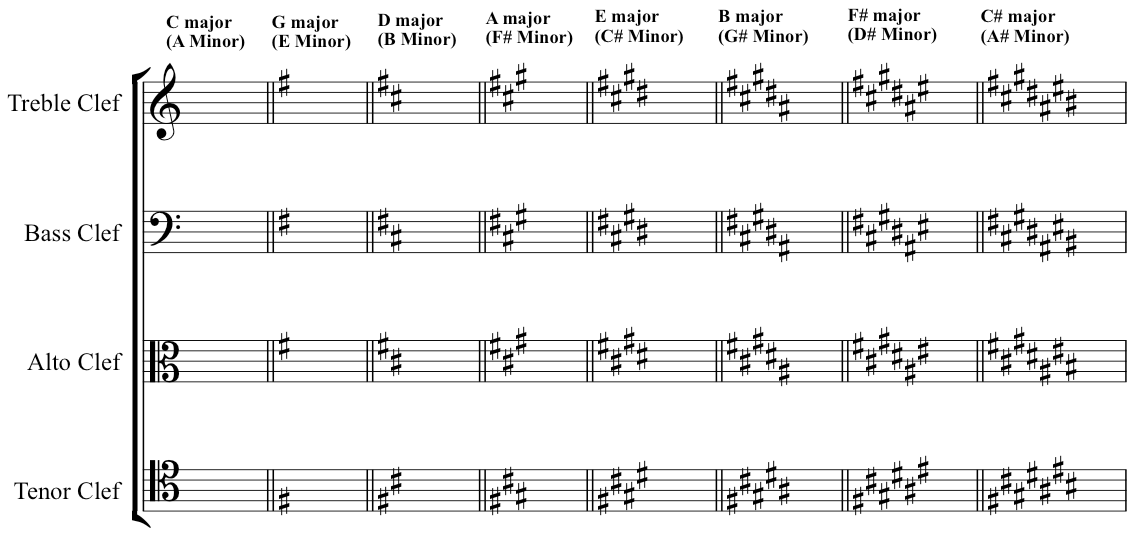 C major
(A Minor)
G major
(E Minor)
D major
(B Minor)
A major
(F# Minor)
E major
(C# Minor)
B major
(G# Minor)
F# major
(D# Minor)
C# major
(A# Minor)
Treble Clef
Bass Clef
Alto Clef
Tenor Clef